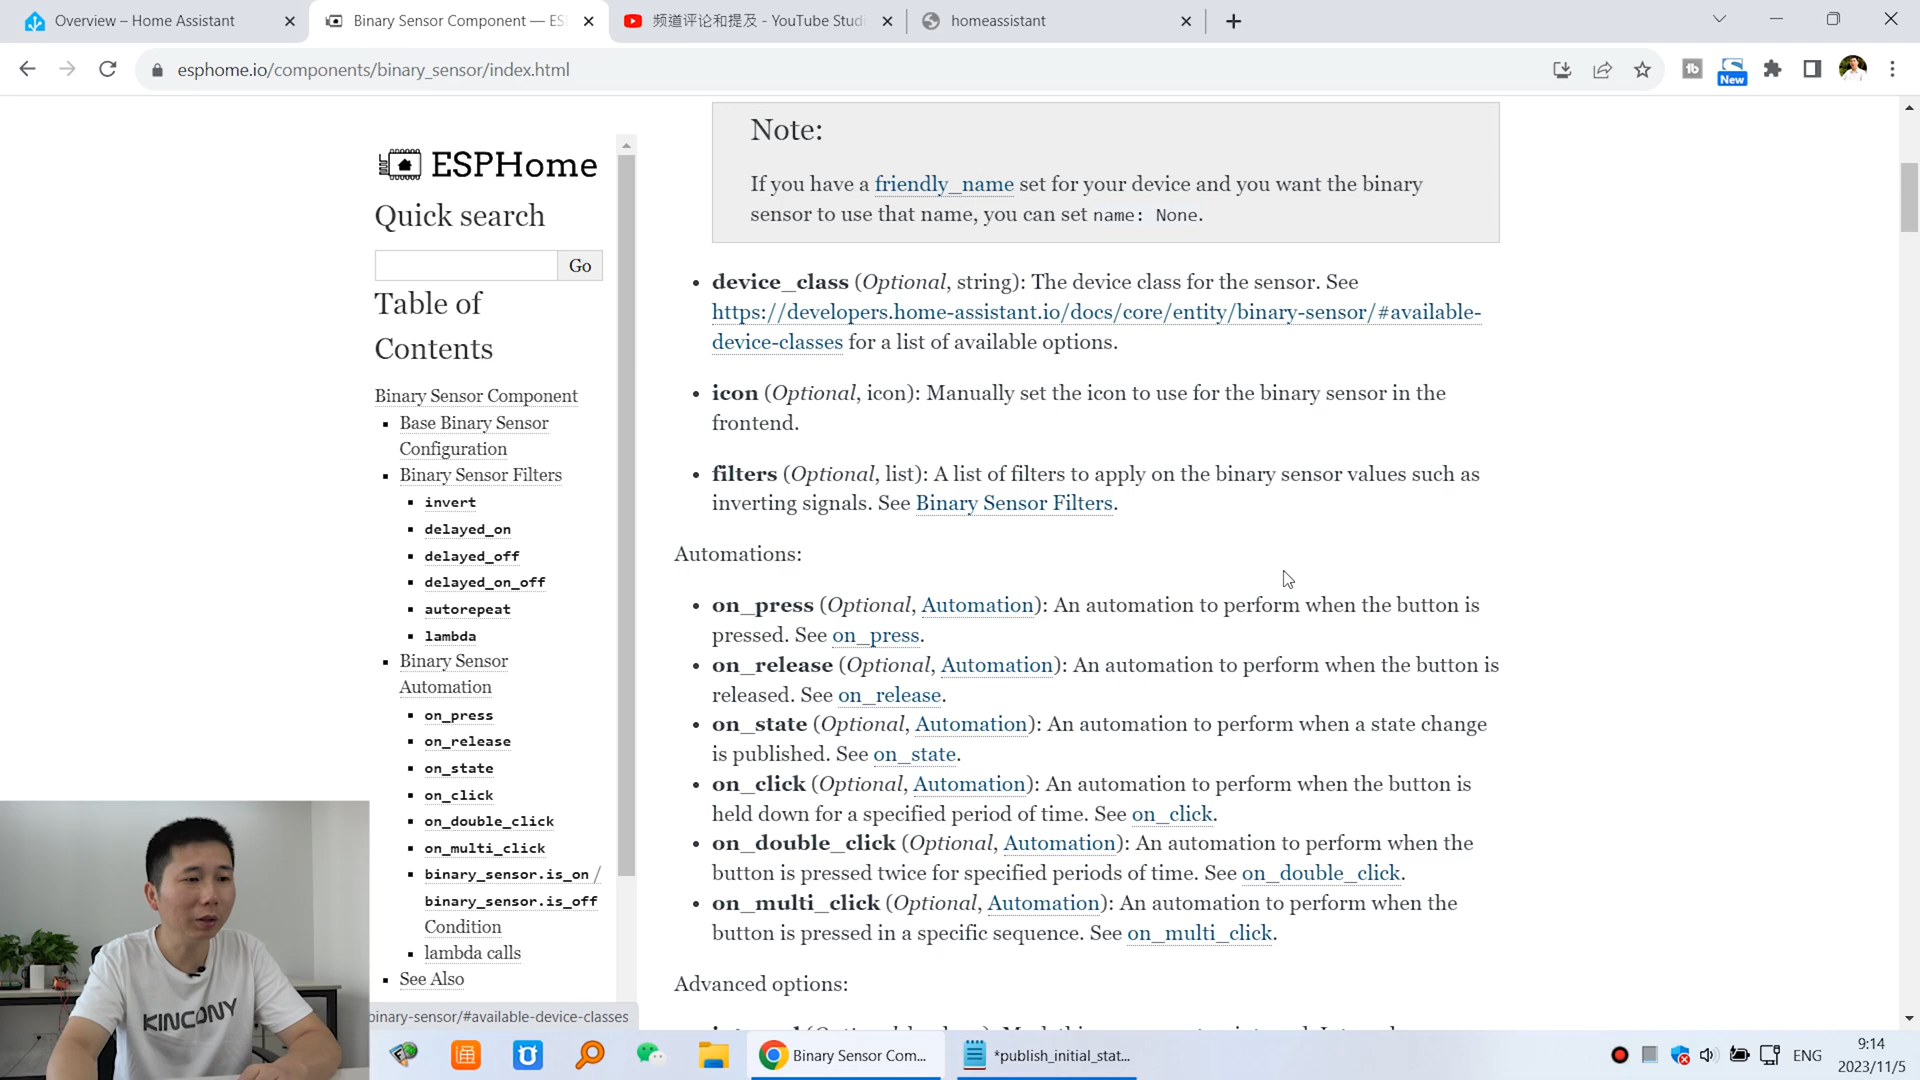 Overview – Home Assistant
Binary Sensor Component — ES
频道评论和提及 - YouTube Studi
homeassistant
esphome.io/components/binary_sensor/index.html
New
ESPHome
Quick search
Go
Table of
Contents
Binary Sensor Component
Base Binary Sensor
Configuration
Binary Sensor Filters
invert
delayed_on
delayed_off
delayed_on_off
autorepeat
lambda
Binary Sensor
Automation
on_press
on_release
on_state
on_click
on_double_click
on_multi_click
binary_sensor.is_on /
binary_sensor.is_off
Condition
lambda calls
See Also
Note:
If you have a friendly_name set for your device and you want the binary
sensor to use that name, you can set name: None.
device_class (Optional, string): The device class for the sensor. See
https://developers.home-assistant.io/docs/core/entity/binary-sensor/#available-
device-classes for a list of available options.
icon (Optional, icon): Manually set the icon to use for the binary sensor in the
frontend.
filters (Optional, list): A list of filters to apply on the binary sensor values such as
inverting signals. See Binary Sensor Filters.
Automations:
on_press (Optional, Automation): An automation to perform when the button is
pressed. See on_press.
on_release (Optional, Automation): An automation to perform when the button is
released. See on_release.
on_state (Optional, Automation): An automation to perform when a state change
is published. See on_state.
on_click (Optional, Automation): An automation to perform when the button is
held down for a specified period of time. See on_click.
on_double_click (Optional, Automation): An automation to perform when the
button is pressed twice for specified periods of time. See on_double_click.
on_multi_click (Optional, Automation): An automation to perform when the
button is pressed in a specific sequence. See on_multi_click.
Advanced options:
KINCONY
binary-sensor/#available-device-classes
Binary Sensor Com...
*publish_initial_stat...
ENG
9:14
2023/11/5